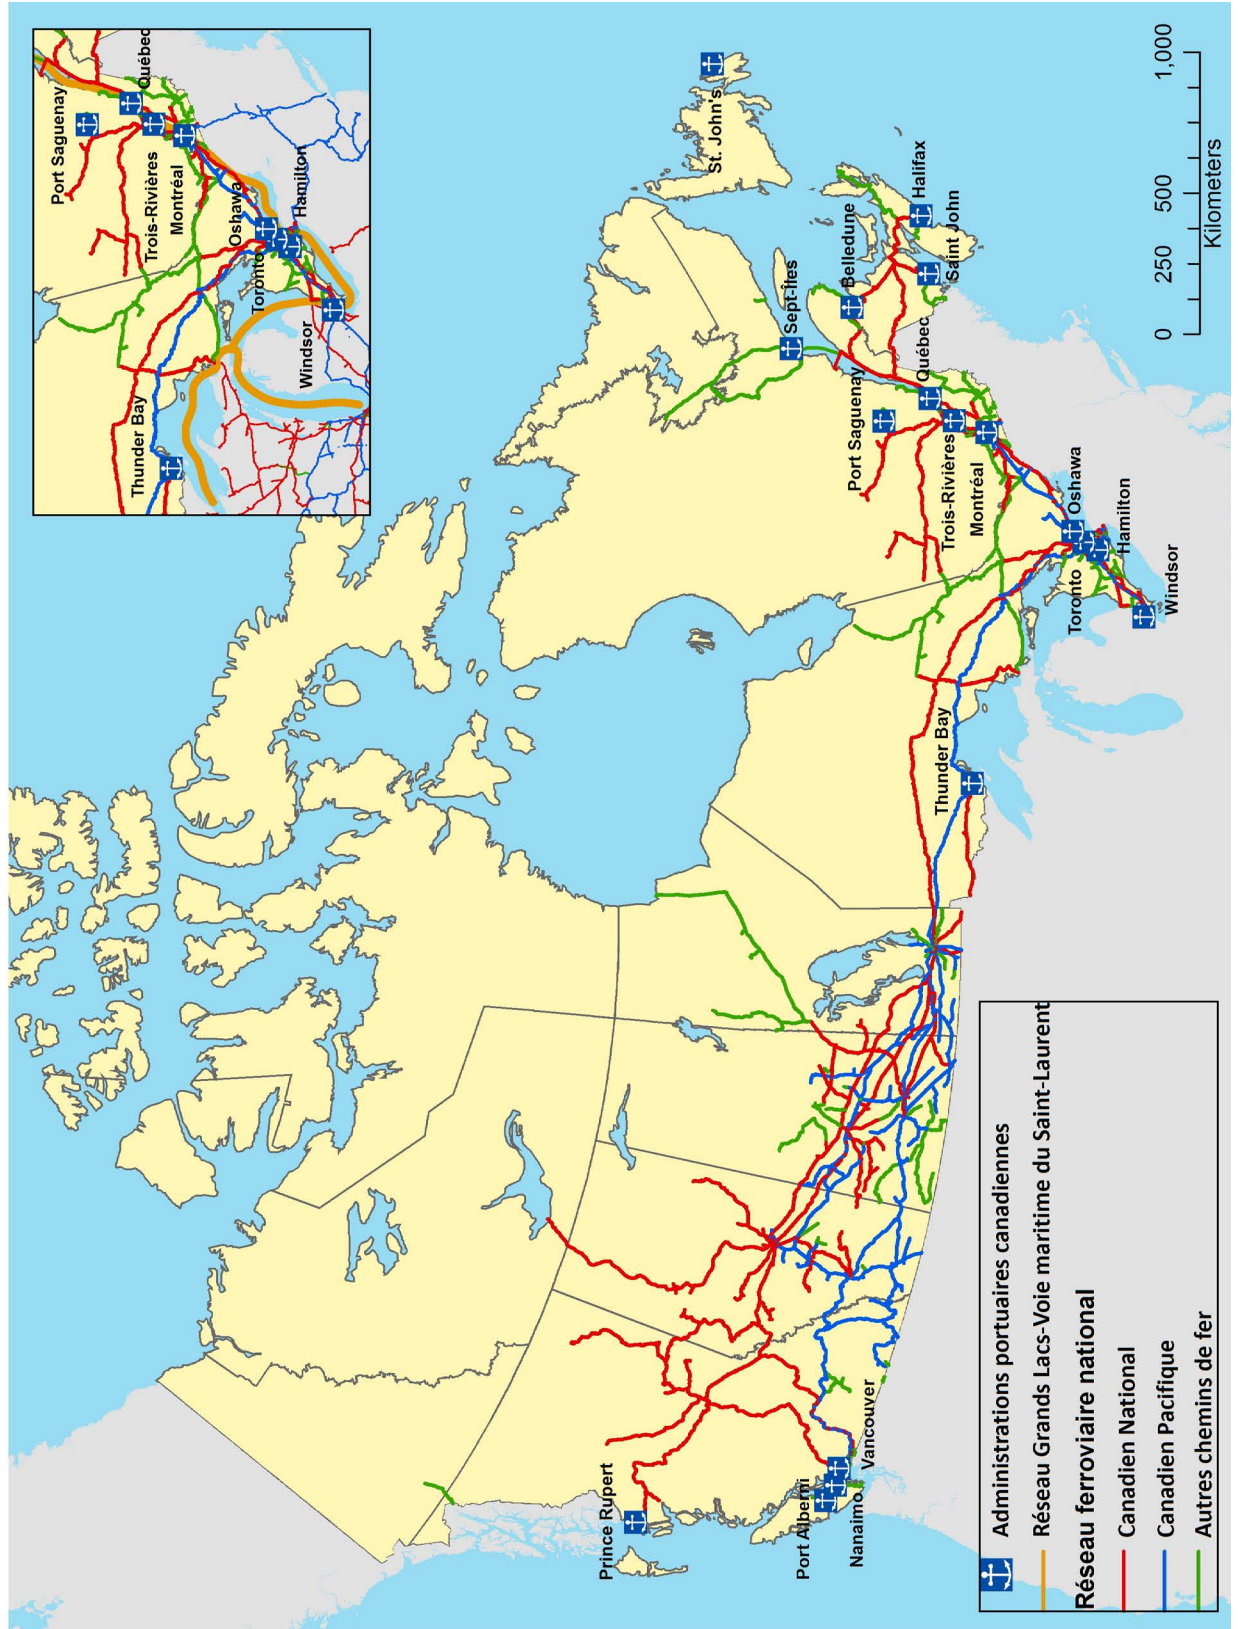 Port Saguenay
Québec
Trois-Rivières
Montréal
Oshawa
Hamilton
Toronto
Windsor
Thunder Bay
St. John's
Halifax
Saint John
Belledune
Sept-Îles
Québec
Port Saguenay
Trois-Rivières
Montréal
Oshawa
Hamilton
Toronto
Windsor
Thunder Bay
Prince Rupert
Port Alberni
Nanaimo
Vancouver
0 250 500 1,000
Kilometers
Administrations portuaires canadiennes
Réseau Grands Lacs-Voie maritime du Saint-Laurent
Réseau ferroviaire national
Canadien National
Canadien Pacifique
Autres chemins de fer